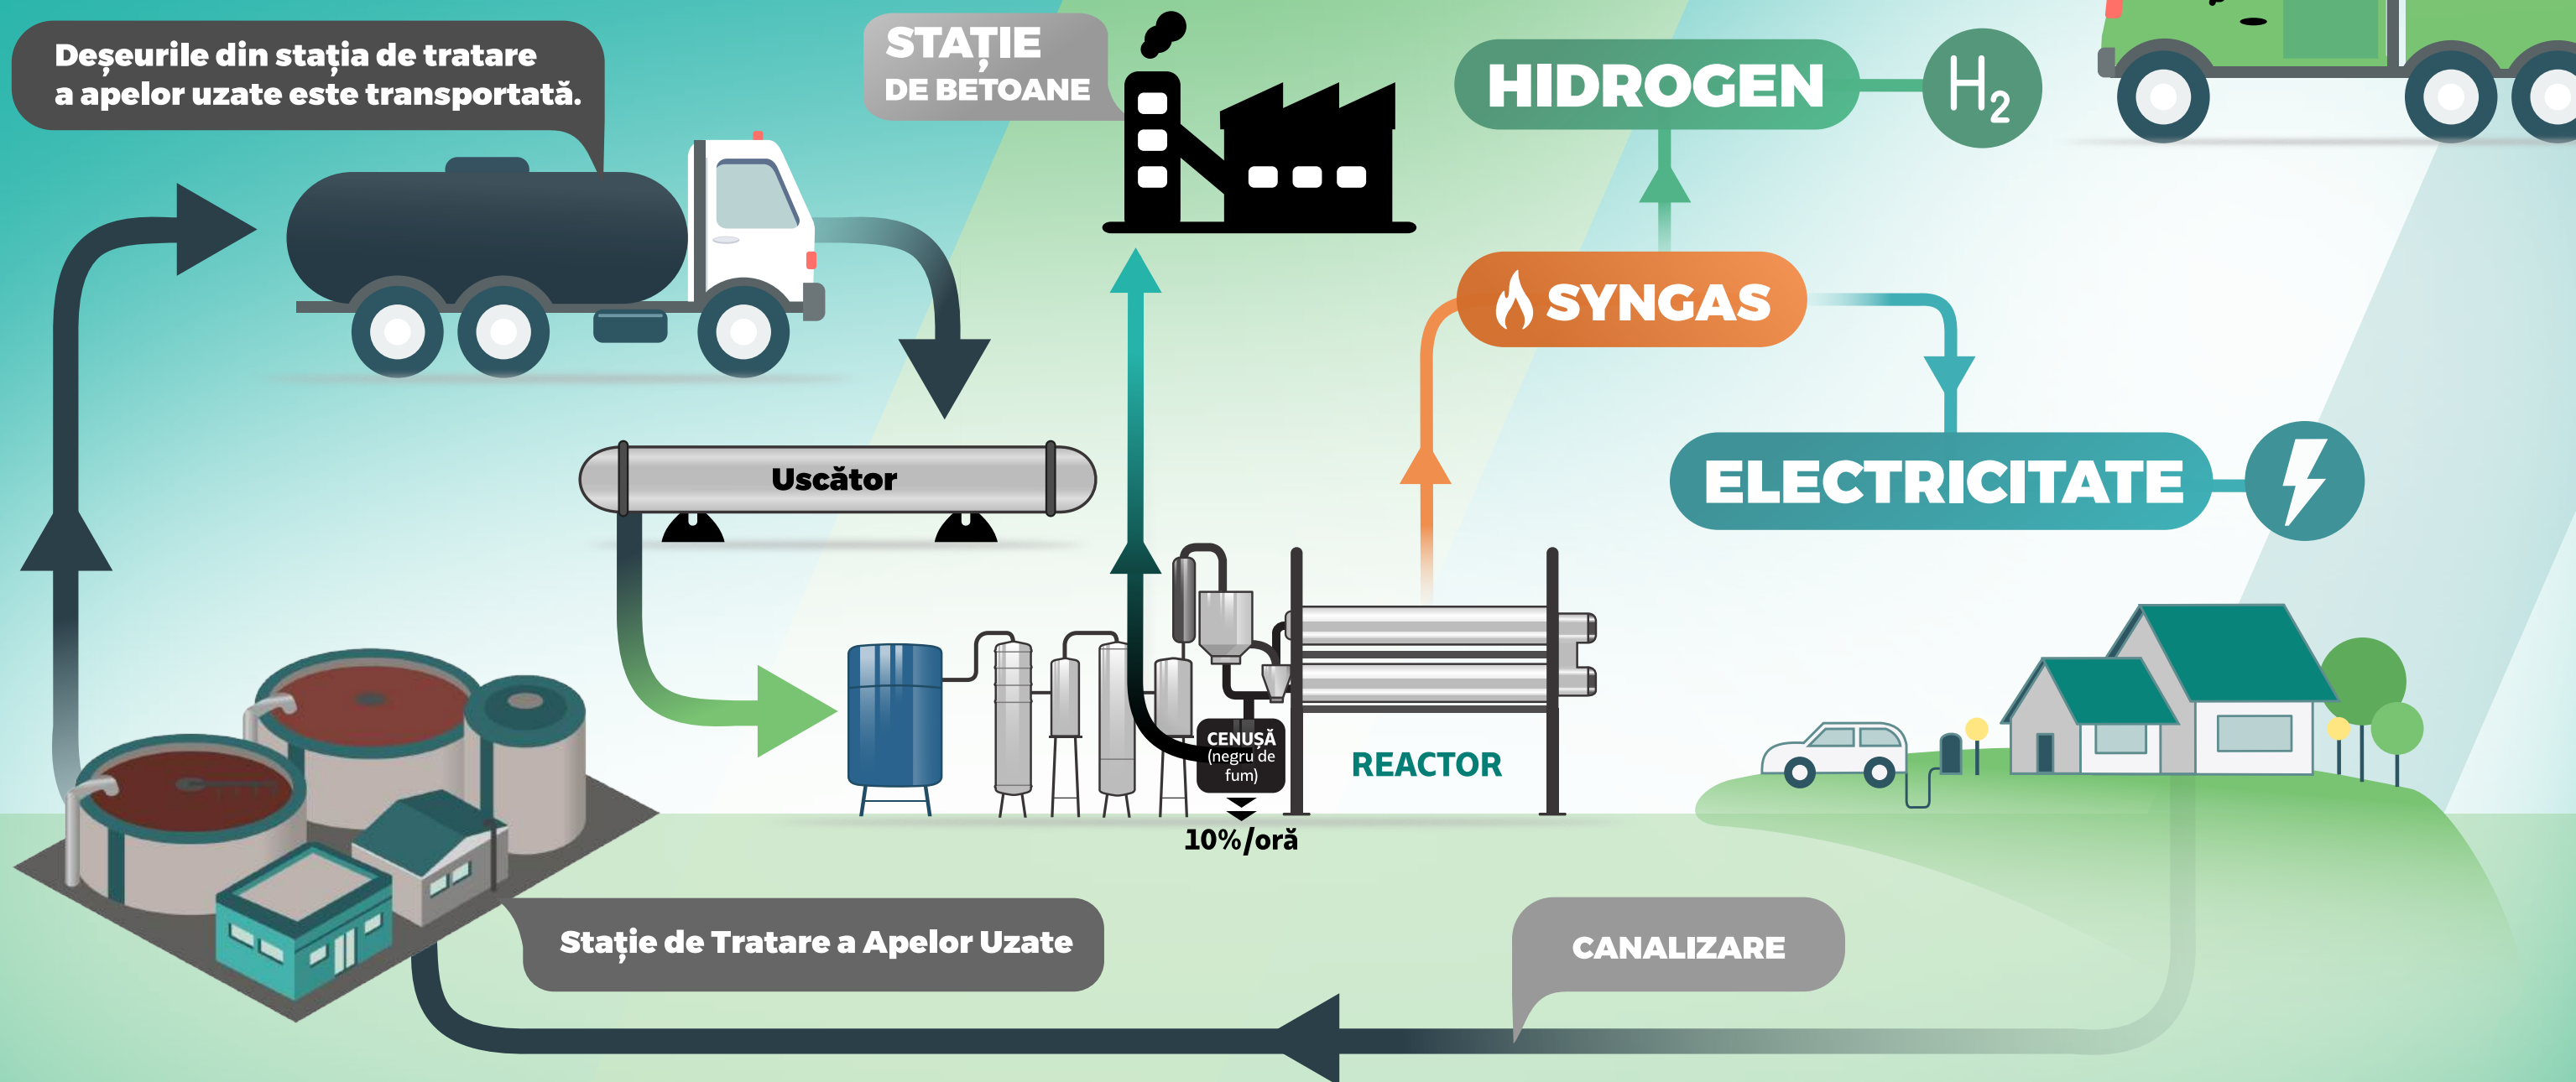 Deșeurile din stația de tratare
a apelor uzate este transportată.
STAȚIE
DE BETOANE
HIDROGEN
H₂
SYNGAS
Uscător
ELECTRICITATE
CENUȘĂ
(negru de
fum)
REACTOR
10%/oră
Stație de Tratare a Apelor Uzate
CANALIZARE